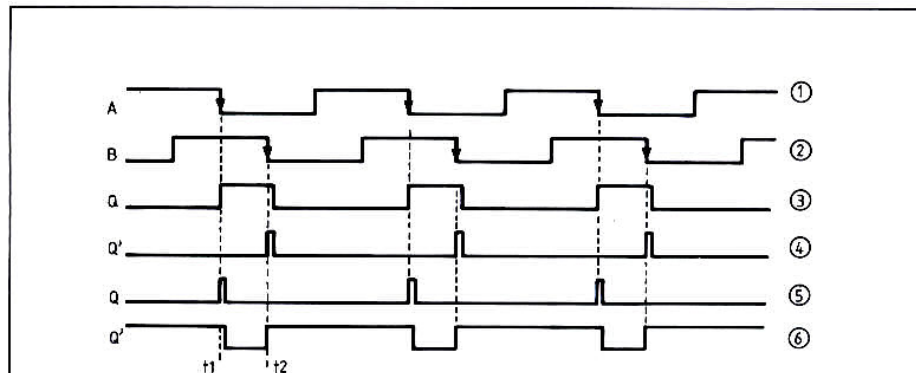 A ①
B ②
Q ③
Q' ④
Q ⑤
Q' ⑥
t1 t2